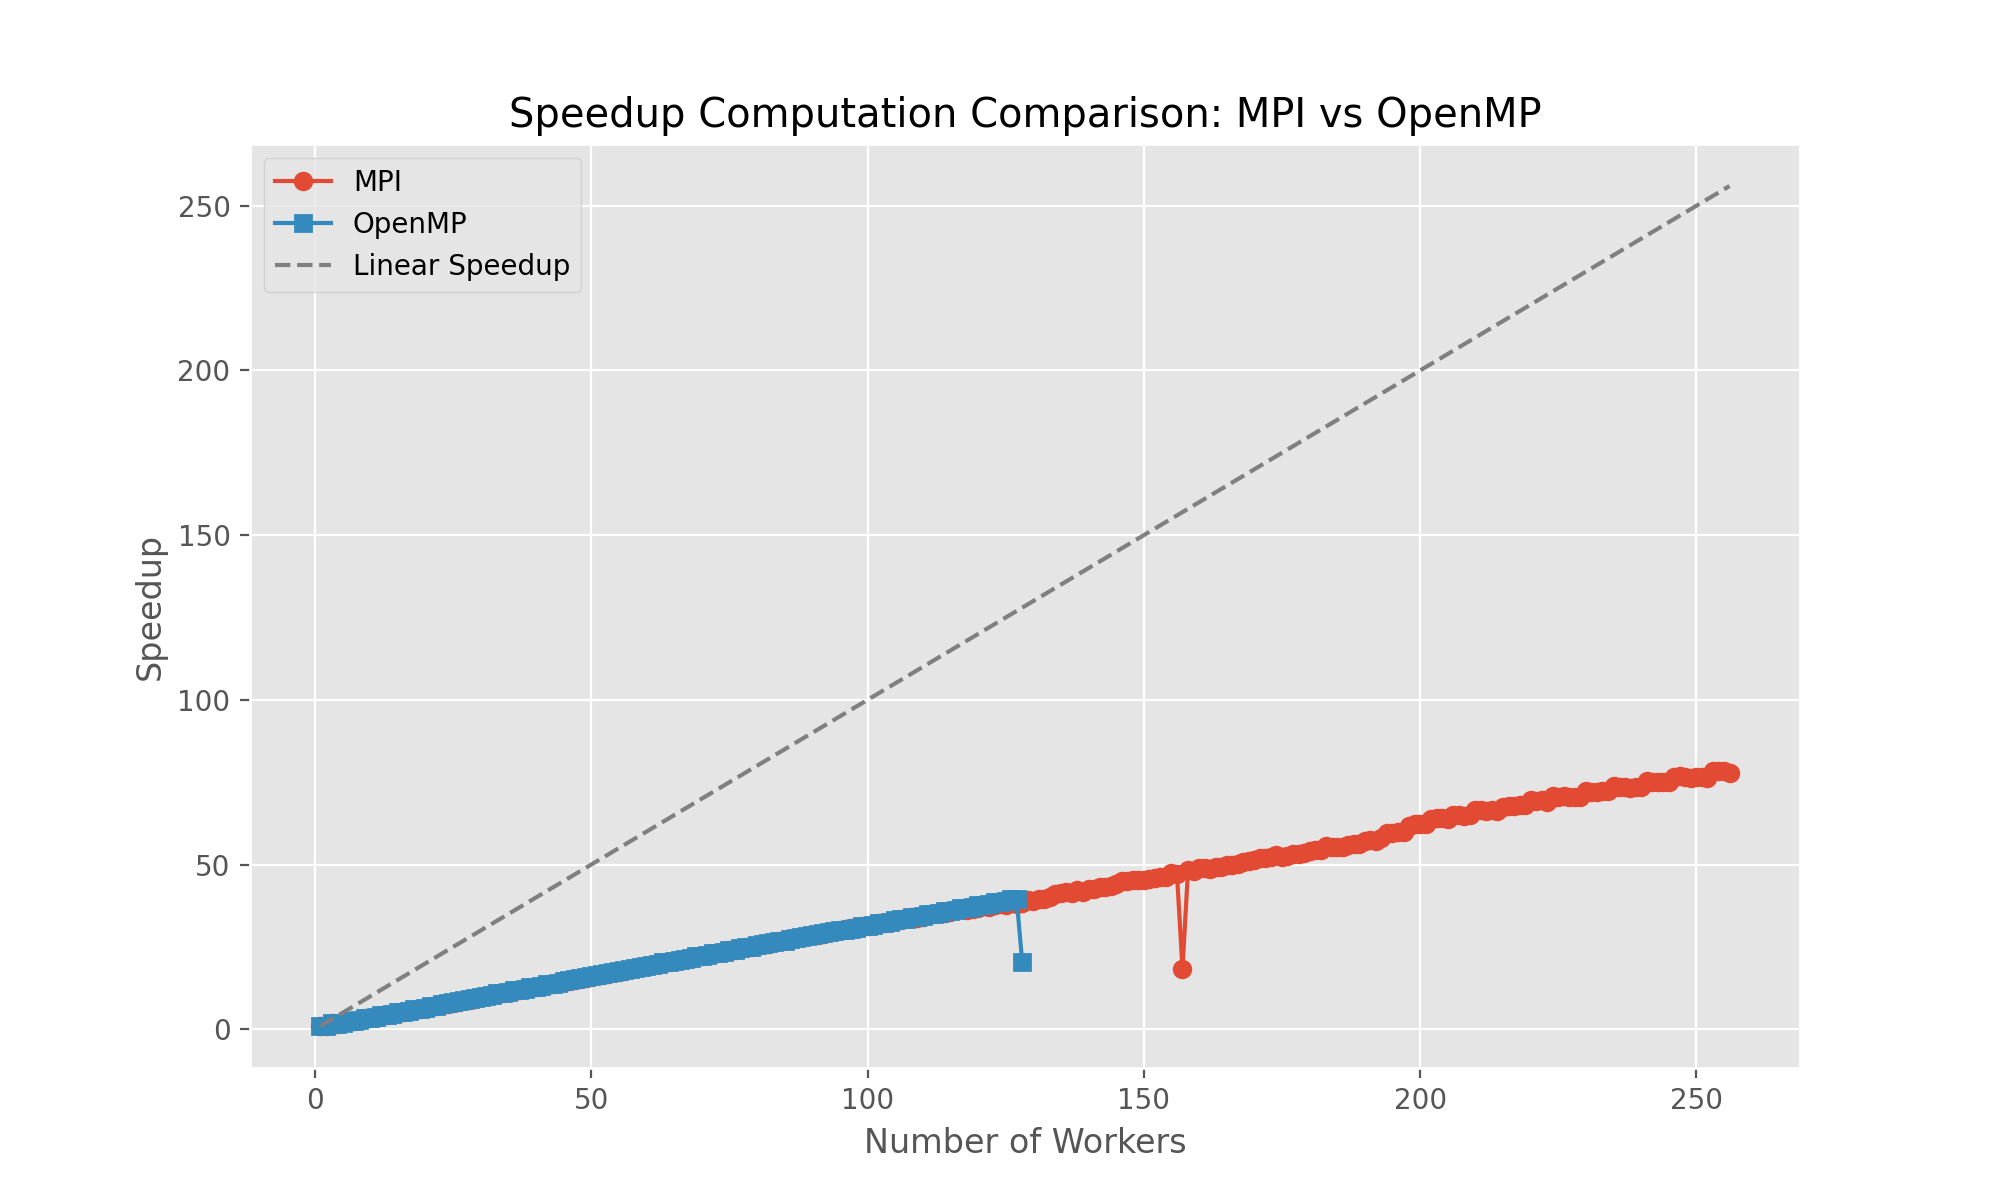 Speedup Computation Comparison: MPI vs OpenMP
MPI
OpenMP
Linear Speedup
250
200
150
100
50
0
Speedup
0 50 100 150 200 250
Number of Workers